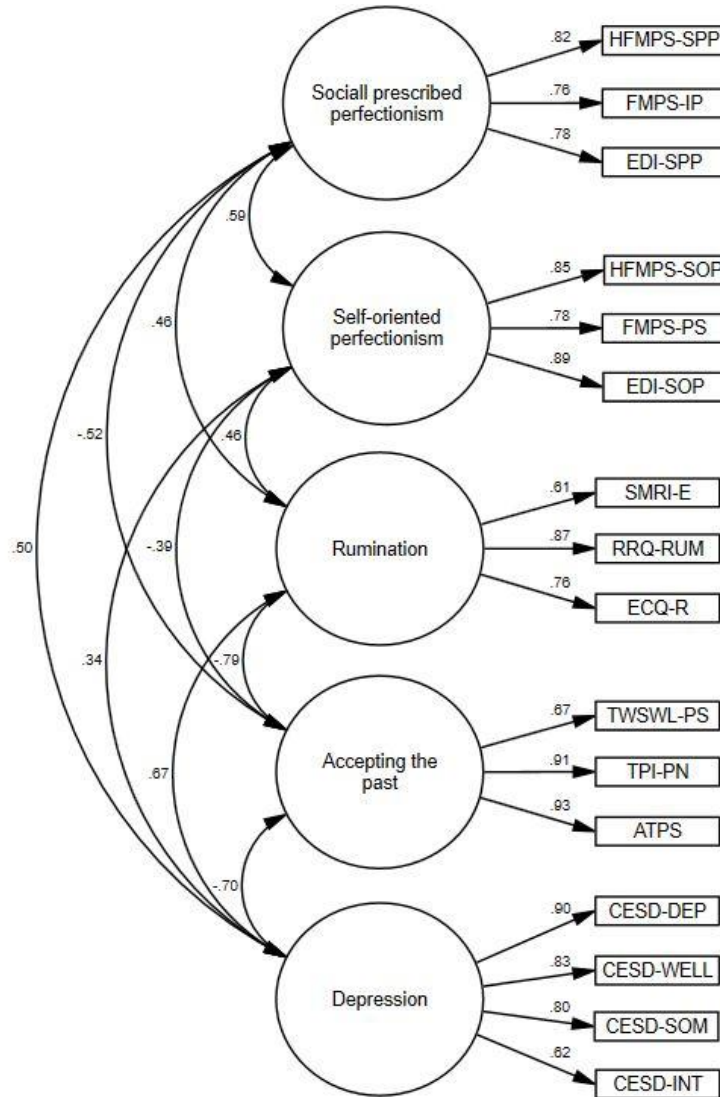 .82
HFMPS-SPP
Sociall prescribed
perfectionism
.76
FMPS-IP
.78
EDI-SPP
.59
.85
HFMPS-SOP
Self-oriented
perfectionism
.78
FMPS-PS
.89
EDI-SOP
.46
.46
-.52
.61
SMRI-E
Rumination
.87
RRQ-RUM
.76
ECQ-R
-.39
.50
.34
-.79
.67
TWSWL-PS
Accepting the
past
.91
TPI-PN
.93
ATPS
.67
-.70
.90
CESD-DEP
.83
CESD-WELL
Depression
.80
CESD-SOM
.62
CESD-INT